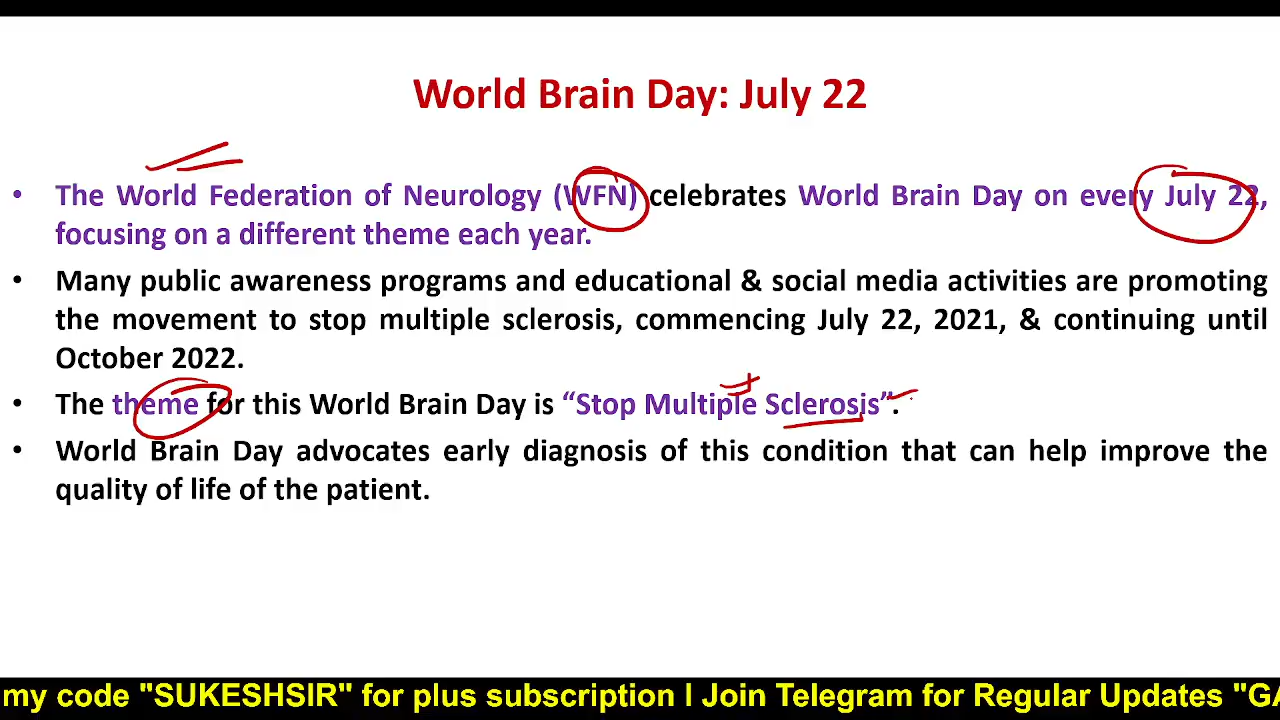 World Brain Day: July 22
• The World Federation of Neurology (WFN) celebrates World Brain Day on every July 22,
focusing on a different theme each year.
• Many public awareness programs and educational & social media activities are promoting
the movement to stop multiple sclerosis, commencing July 22, 2021, & continuing until
October 2022.
• The theme for this World Brain Day is “Stop Multiple Sclerosis”.
• World Brain Day advocates early diagnosis of this condition that can help improve the
quality of life of the patient.
my code "SUKESHSIR" for plus subscription I Join Telegram for Regular Updates "GA